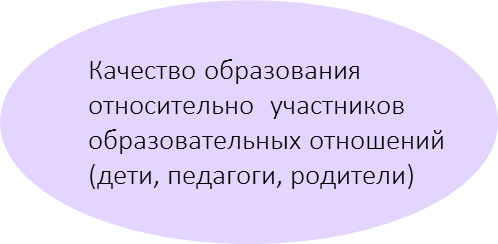 Качество образования
относительно участников
образовательных отношений
(дети, педагоги, родители)